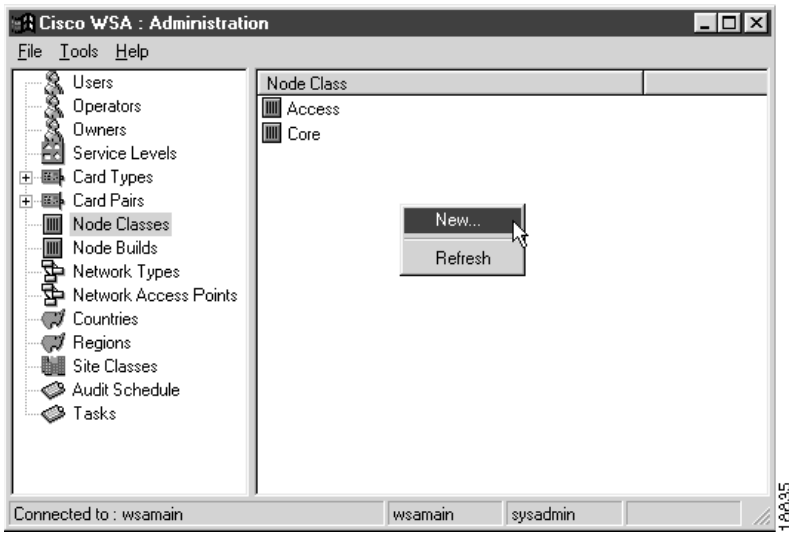 Cisco WSA : Administration
File Tools Help
Users
Operators
Owners
Service Levels
Card Types
Card Pairs
Node Classes
Node Builds
Network Types
Network Access Points
Countries
Regions
Site Classes
Audit Schedule
Tasks
Node Class
Access
Core
New...
Refresh
Connected to : wsamain
wsamain
sysadmin
18835